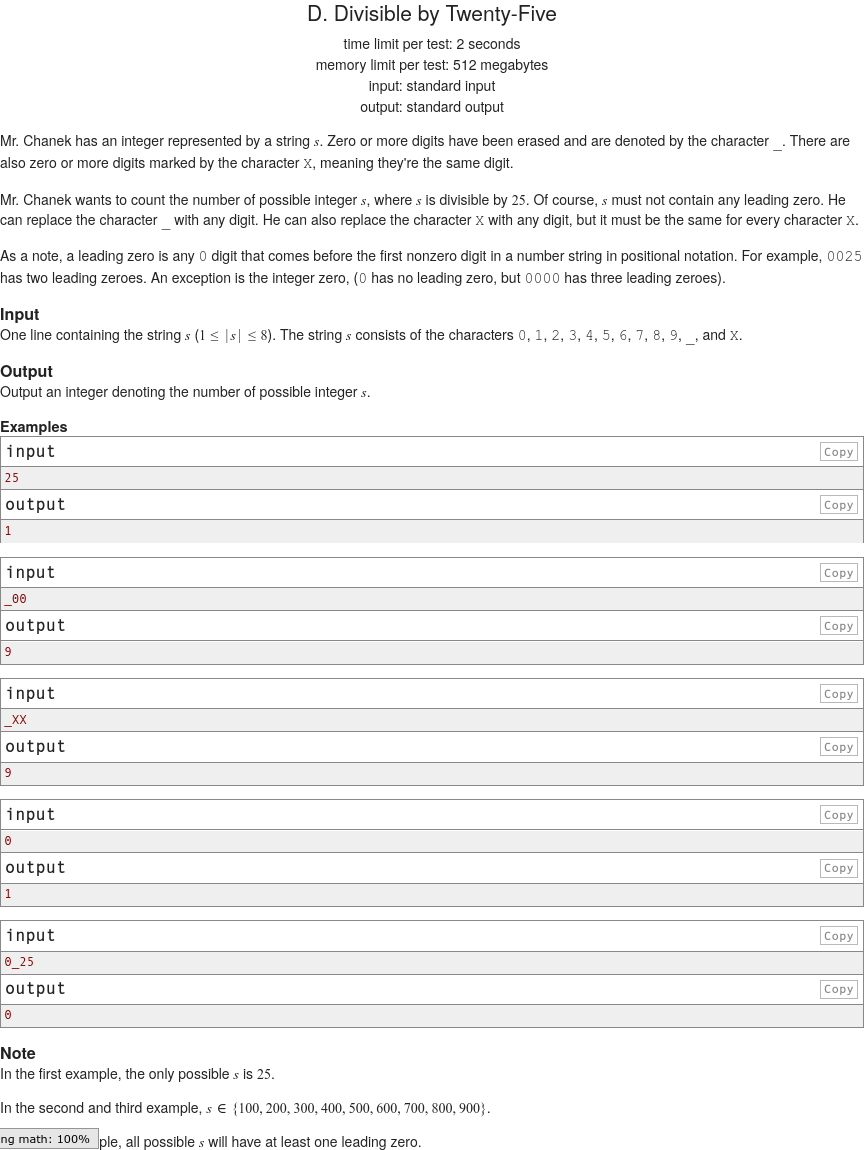 D. Divisible by Twenty-Five
time limit per test: 2 seconds
memory limit per test: 512 megabytes
input: standard input
output: standard output
Mr. Chanek has an integer represented by a string s. Zero or more digits have been erased and are denoted by the character _. There are
also zero or more digits marked by the character X, meaning they're the same digit.
Mr. Chanek wants to count the number of possible integer s, where s is divisible by 25. Of course, s must not contain any leading zero. He
can replace the character _ with any digit. He can also replace the character X with any digit, but it must be the same for every character X.
As a note, a leading zero is any 0 digit that comes before the first nonzero digit in a number string in positional notation. For example, 0025
has two leading zeroes. An exception is the integer zero, (0 has no leading zero, but 0000 has three leading zeroes).
Input
One line containing the string s (1 ≤ |s| ≤ 8). The string s consists of the characters 0, 1, 2, 3, 4, 5, 6, 7, 8, 9, _, and X.
Output
Output an integer denoting the number of possible integer s.
Examples
input Copy
25
output Copy
1
input Copy
_00
output Copy
9
input Copy
_XX
output Copy
9
input Copy
0
output Copy
1
input Copy
0_25
output Copy
0
Note
In the first example, the only possible s is 25.
In the second and third example, s ∈ {100, 200, 300, 400, 500, 600, 700, 800, 900}.
ng math: 100% ple, all possible s will have at least one leading zero.